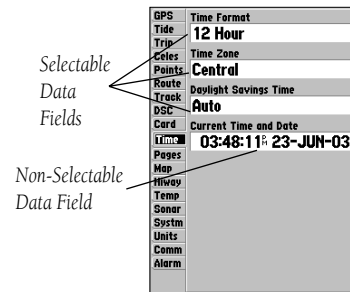 Selectable
Data
Fields
Non-Selectable
Data Field
GPS
Tide
Trip
Celes
Points
Route
Track
DSC
Card
Time
Pages
Map
Hiway
Temp
Sonar
Systm
Units
Comm
Alarm
Time Format
12 Hour
Time Zone
Central
Daylight Savings Time
Auto
Current Time and Date
03:48:11 PM 23-JUN-03